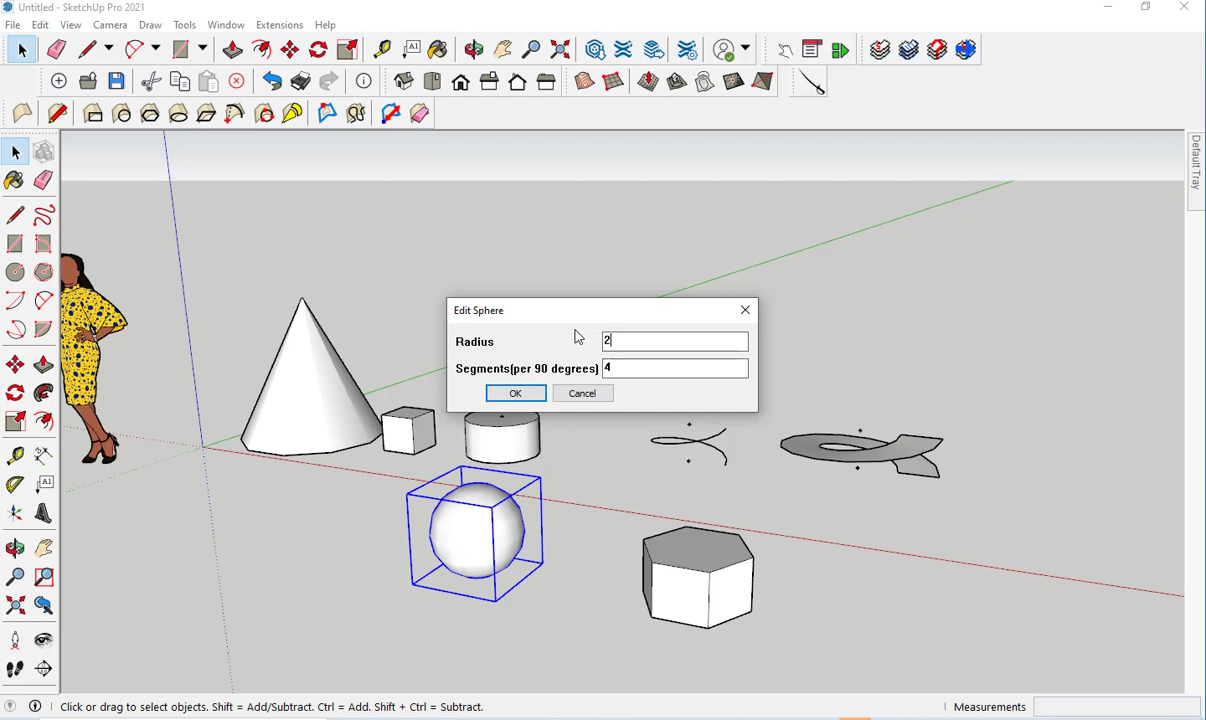 Untitled - SketchUp Pro 2021
File Edit View Camera Draw Tools Window Extensions Help
A1
Default Tray
Edit Sphere
Radius 2
Segments(per 90 degrees) 4
OK Cancel
A1
Click or drag to select objects. Shift = Add/Subtract. Ctrl = Add. Shift + Ctrl = Subtract. Measurements